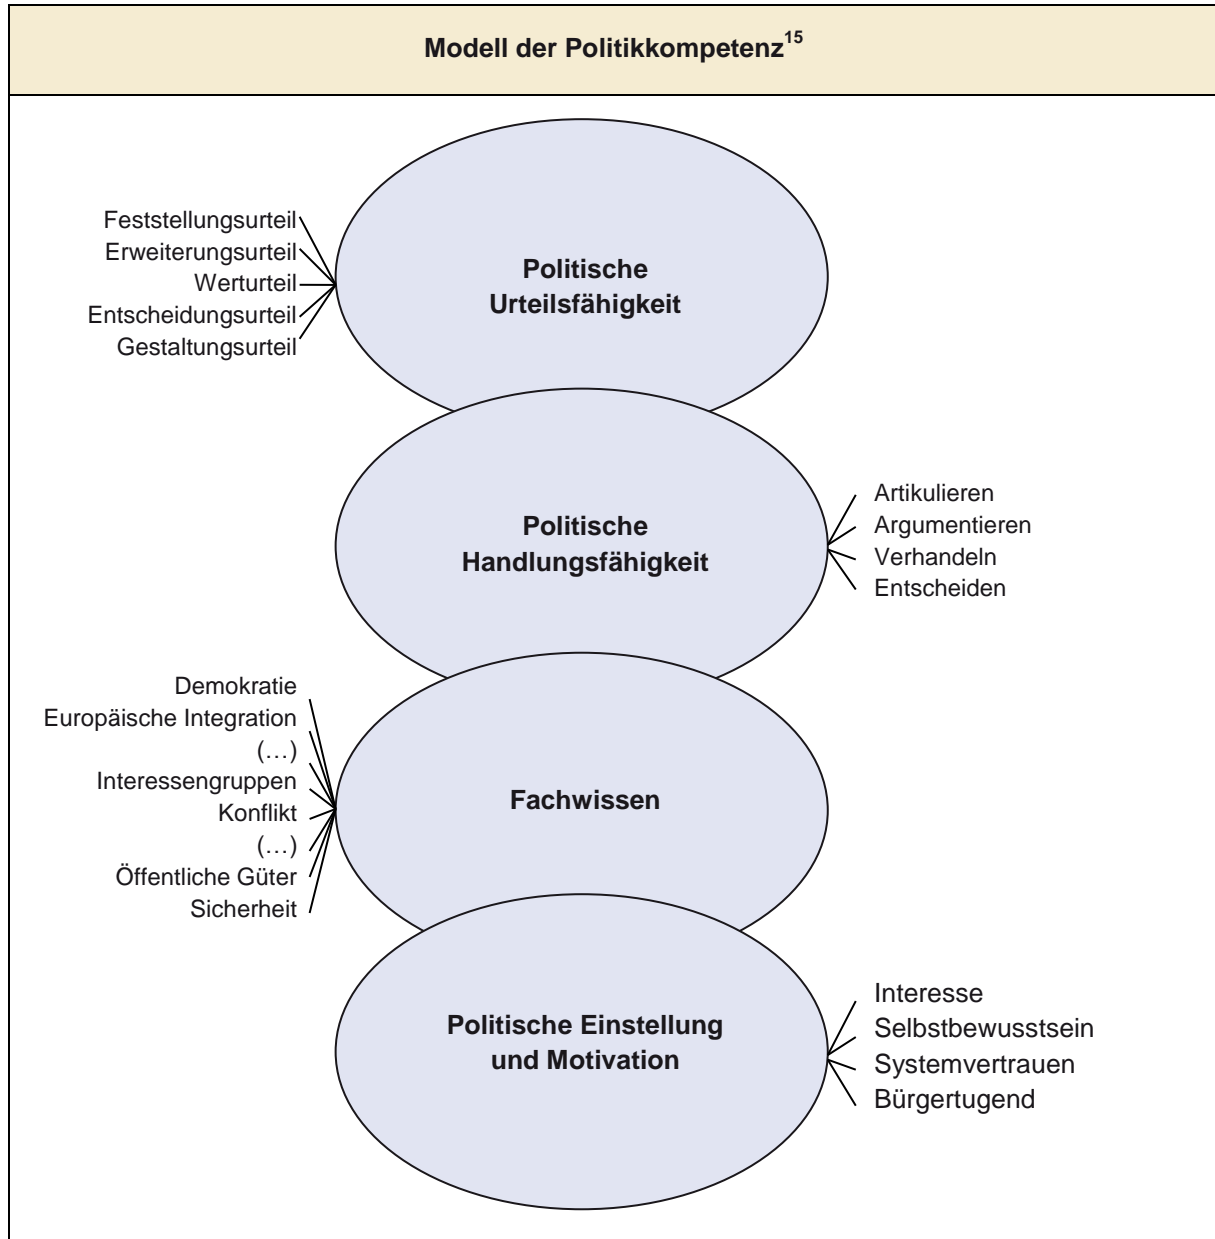 Modell der Politikkompetenz15
Feststellungsurteil
Erweiterungsurteil
Werturteil
Entscheidungsurteil
Gestaltungsurteil
Politische
Urteilsfähigkeit
Politische
Handlungsfähigkeit
Artikulieren
Argumentieren
Verhandeln
Entscheiden
Demokratie
Europäische Integration
(…)
Interessengruppen
Konflikt
(…)
Öffentliche Güter
Sicherheit
Fachwissen
Politische Einstellung
und Motivation
Interesse
Selbstbewusstsein
Systemvertrauen
Bürgertugend